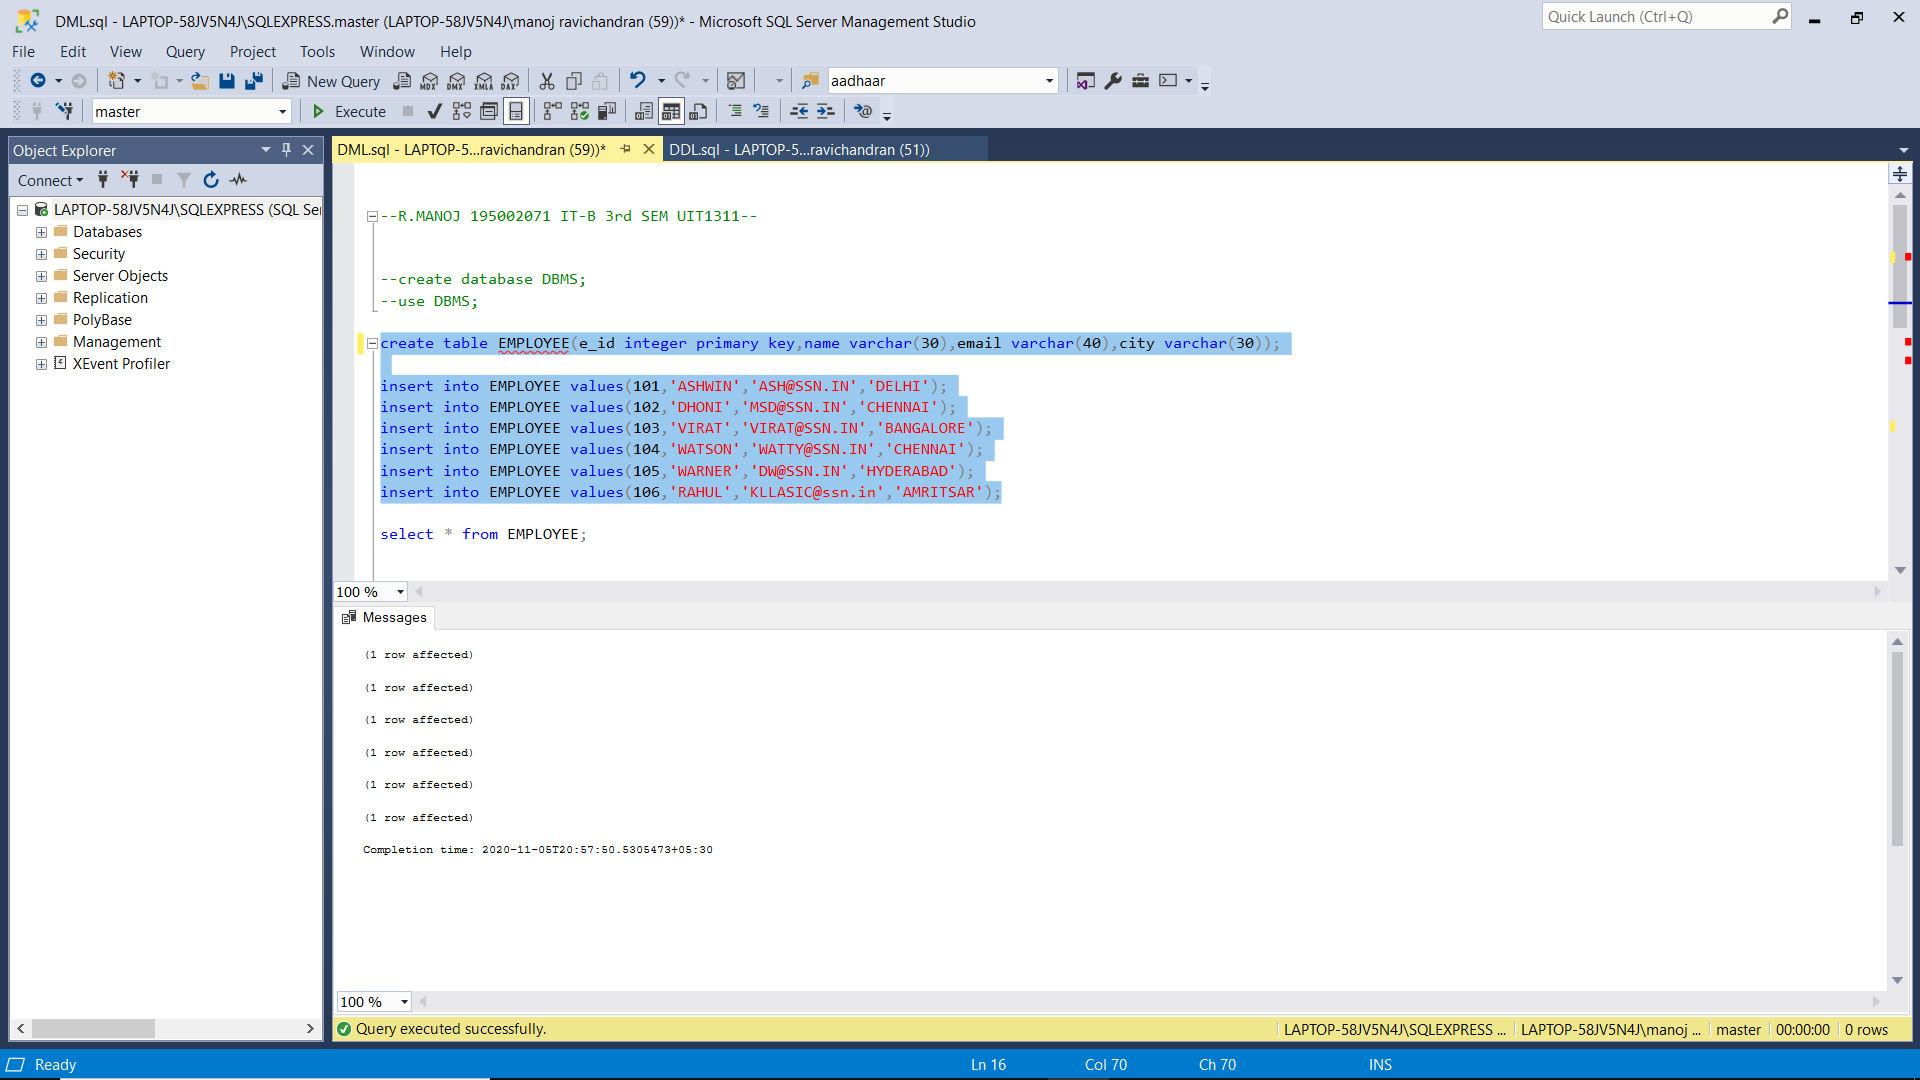 DML.sql - LAPTOP-58JV5N4J\SQLEXPRESS.master (LAPTOP-58JV5N4J\manoj ravichandran (59))* - Microsoft SQL Server Management Studio
Quick Launch (Ctrl+Q)
File Edit View Query Project Tools Window Help
New Query MDX DMX XMLA DAX aadhaar
master Execute
Object Explorer
DML.sql - LAPTOP-5...ravichandran (59))* DDL.sql - LAPTOP-5...ravichandran (51))
Connect
LAPTOP-58JV5N4J\SQLEXPRESS (SQL Ser
Databases
Security
Server Objects
Replication
PolyBase
Management
XEvent Profiler
--R.MANOJ 195002071 IT-B 3rd SEM UIT1311--
--create database DBMS;
--use DBMS;
create table EMPLOYEE(e_id integer primary key,name varchar(30),email varchar(40),city varchar(30));
insert into EMPLOYEE values(101,'ASHWIN','ASH@SSN.IN','DELHI');
insert into EMPLOYEE values(102,'DHONI','MSD@SSN.IN','CHENNAI');
insert into EMPLOYEE values(103,'VIRAT','VIRAT@SSN.IN','BANGALORE');
insert into EMPLOYEE values(104,'WATSON','WATTY@SSN.IN','CHENNAI');
insert into EMPLOYEE values(105,'WARNER','DW@SSN.IN','HYDERABAD');
insert into EMPLOYEE values(106,'RAHUL','KLLASIC@ssn.in','AMRITSAR');
select * from EMPLOYEE;
100 %
Messages
(1 row affected)
(1 row affected)
(1 row affected)
(1 row affected)
(1 row affected)
(1 row affected)
Completion time: 2020-11-05T20:57:50.5305473+05:30
100 %
Query executed successfully. LAPTOP-58JV5N4J\SQLEXPRESS ... LAPTOP-58JV5N4J\manoj ... master 00:00:00 0 rows
Ready Ln 16 Col 70 Ch 70 INS